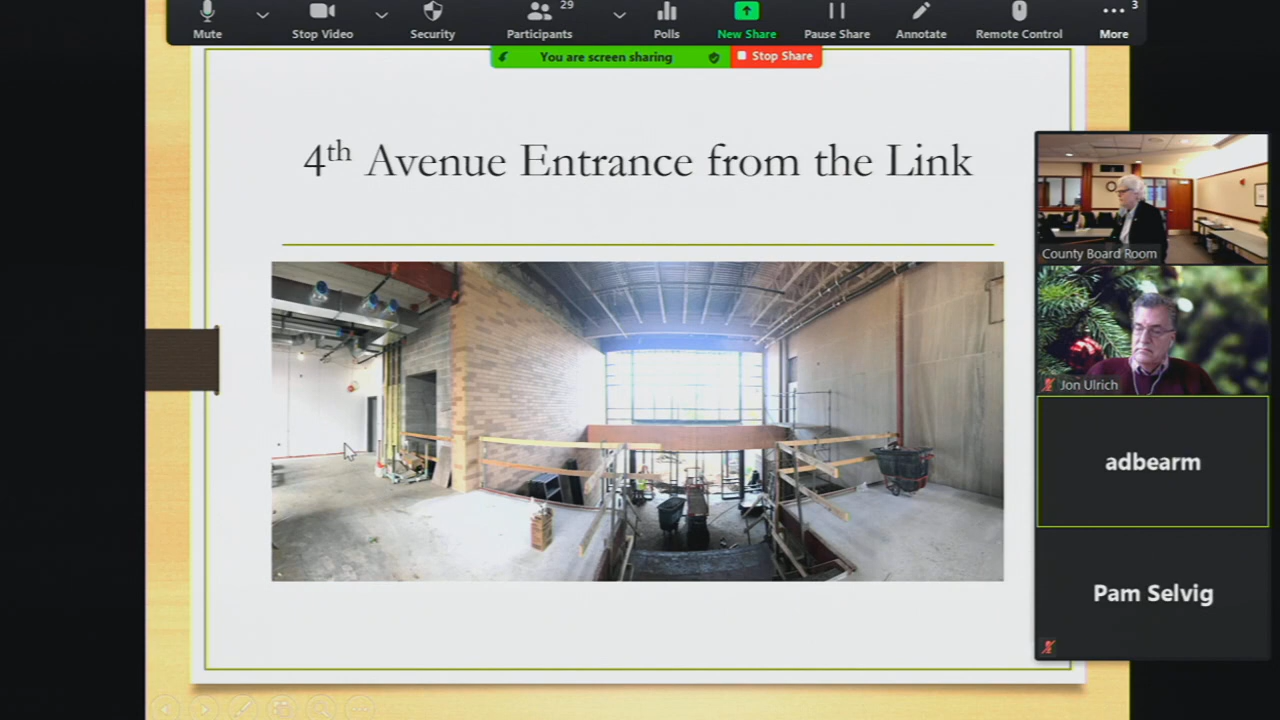 29
3
Mute
Stop Video
Security
Participants
Polls
New Share
Pause Share
Annotate
Remote Control
More
You are screen sharing
Stop Share
4th Avenue Entrance from the Link
County Board Room
Jon Ulrich
adbearm
Pam Selvig